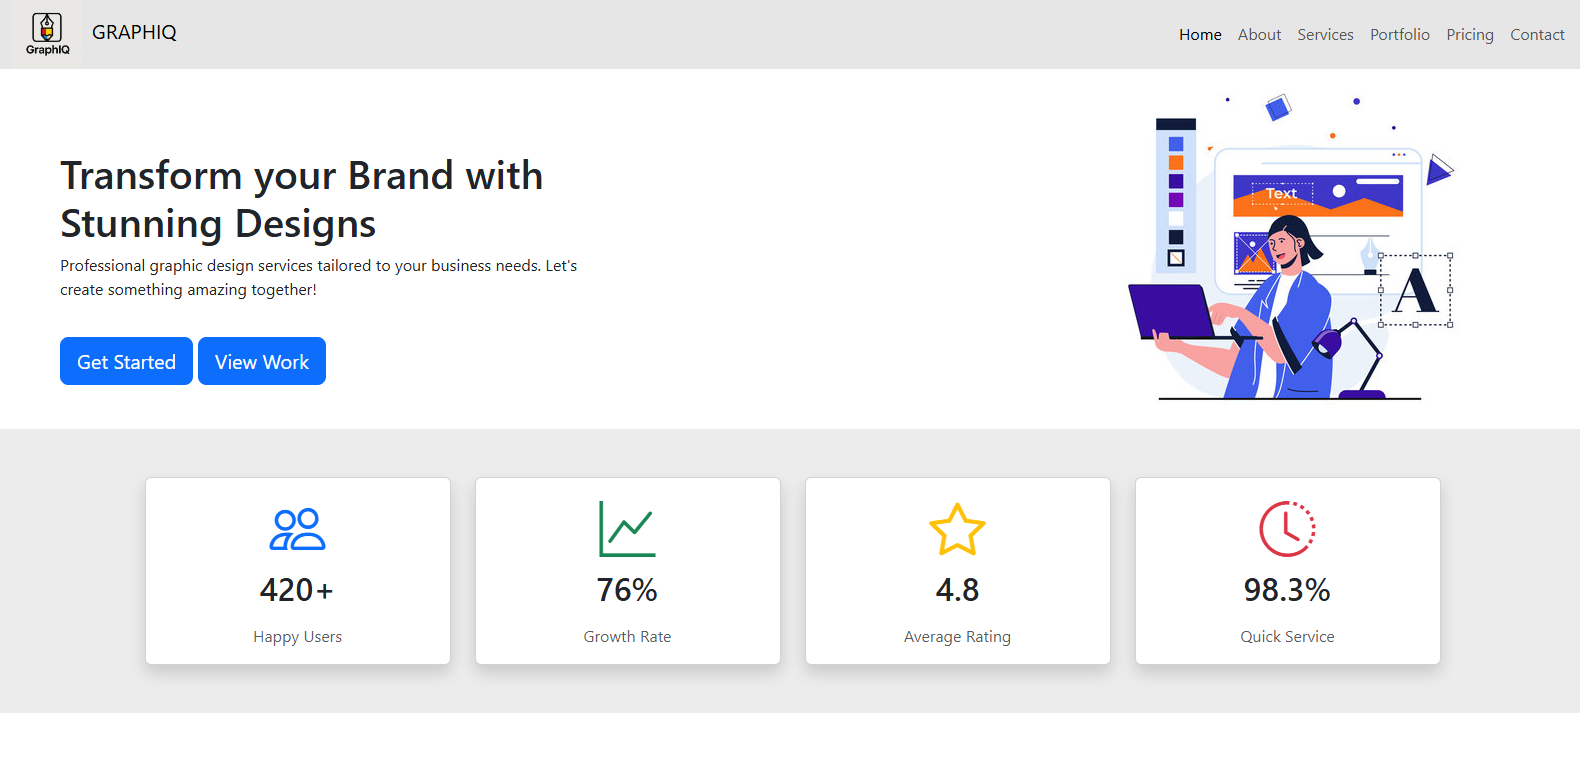 GraphIQ
GRAPHIQ
Home About Services Portfolio Pricing Contact
Transform your Brand with
Stunning Designs
Professional graphic design services tailored to your business needs. Let's
create something amazing together!
Get Started View Work
Text
A
420+
Happy Users
76%
Growth Rate
4.8
Average Rating
98.3%
Quick Service